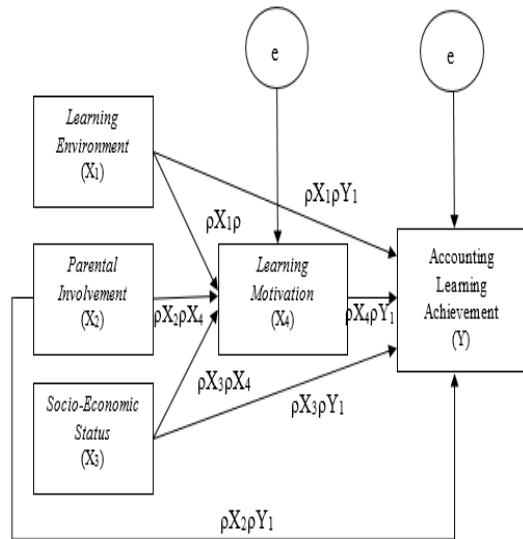 e
e
Learning
Environment
(X₁)
ρX₁ρY₁
ρX₁ρ
Parental
Involvement
(X₂)
ρX₂ρX₄
Learning
Motivation
(X₄)
ρX₄ρY₁
Accounting
Learning
Achievement
(Y)
ρX₃ρX₄
Socio-Economic
Status
(X₃)
ρX₃ρY₁
ρX₂ρY₁